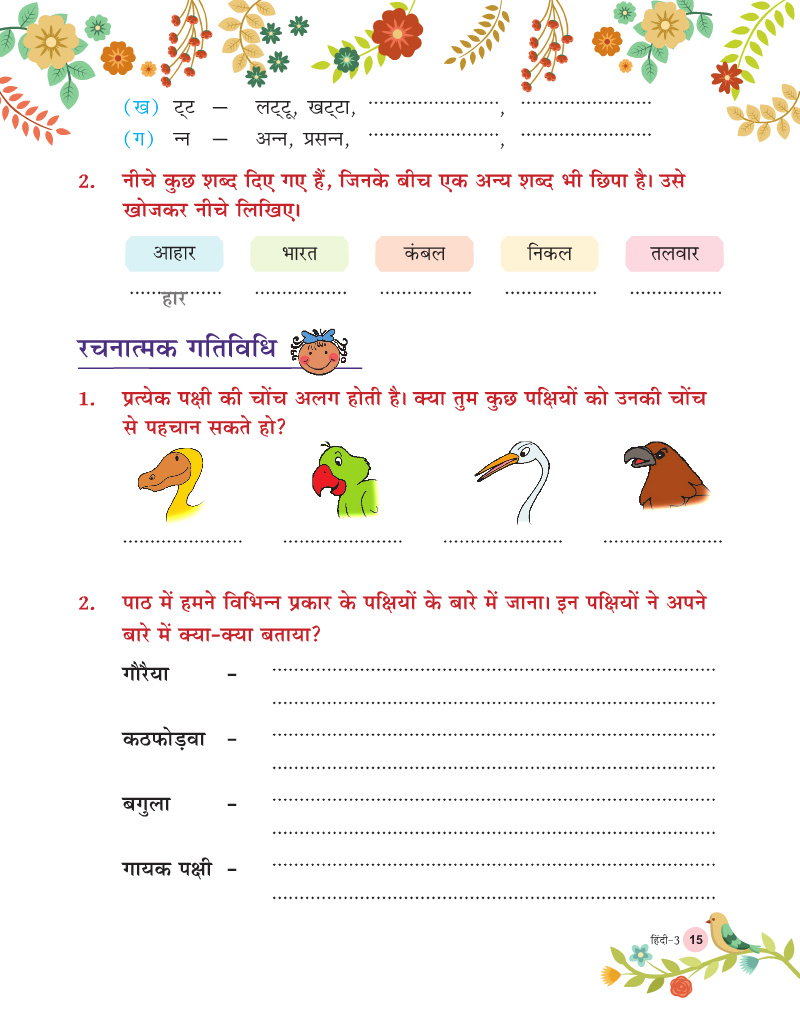 (ख) ट्ट – लट्टू, खट्टा, ............................, ............................
(ग) न्न – अन्न, प्रसन्न, ............................, ............................
2. नीचे कुछ शब्द दिए गए हैं, जिनके बीच एक अन्य शब्द भी छिपा है। उसे
खोजकर नीचे लिखिए।
आहार भारत कंबल निकल तलवार
हार .................... .................... .................... ....................
रचनात्मक गतिविधि
1. प्रत्येक पक्षी की चोंच अलग होती है। क्या तुम कुछ पक्षियों को उनकी चोंच
से पहचान सकते हो?
2. पाठ में हमने विभिन्न प्रकार के पक्षियों के बारे में जाना। इन पक्षियों ने अपने
बारे में क्या-क्या बताया?
गौरैया -
कठफोड़वा -
बगुला -
गायक पक्षी -
हिंदी-3 15